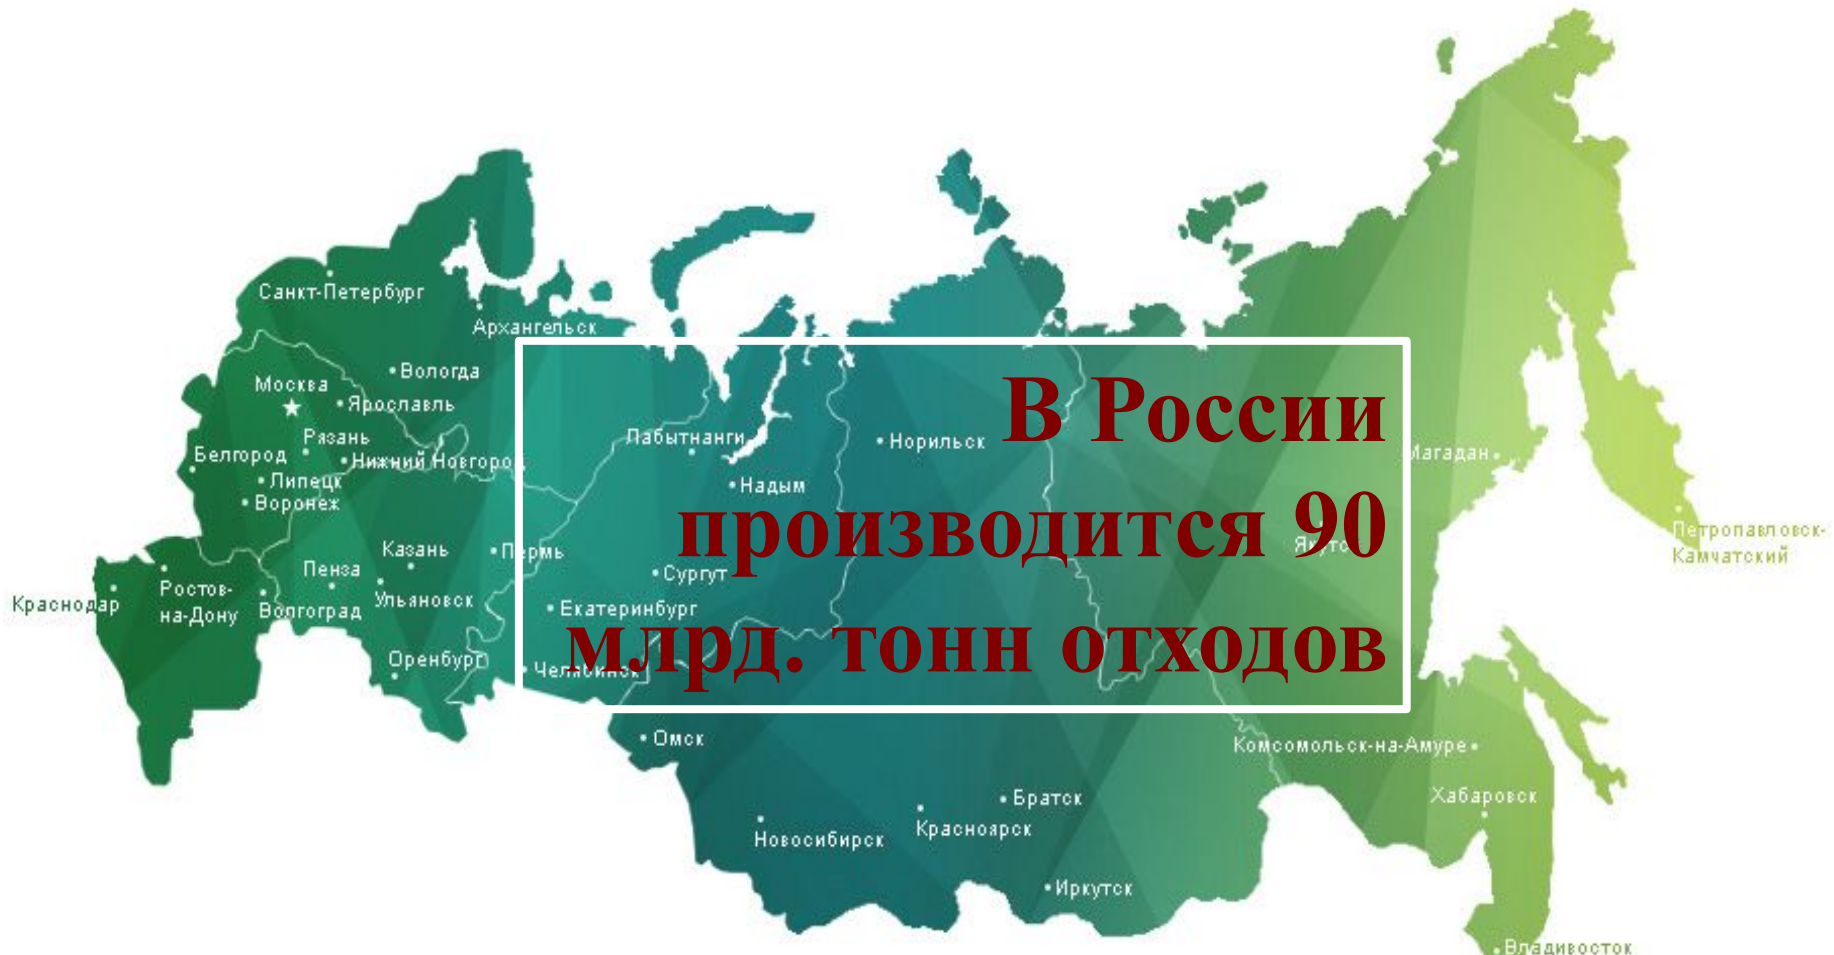 Санкт-Петербург
Архангельск
Вологда
Москва
Ярославль
Рязань
Белгород
Нижний Новгород
Липецк
Воронеж
Лабытнанги
Норильск
Надым
Магадан
В России
производится 90
млрд. тонн отходов
Казань
Пермь
Пенза
Сургут
Якутск
Петропавловск-
Камчатский
Краснодар
Ростов-
на-Дону
Волгоград
Ульяновск
Екатеринбург
Оренбург
Челябинск
Омск
Комсомольск-на-Амуре
Братск
Хабаровск
Новосибирск
Красноярск
Иркутск
Владивосток